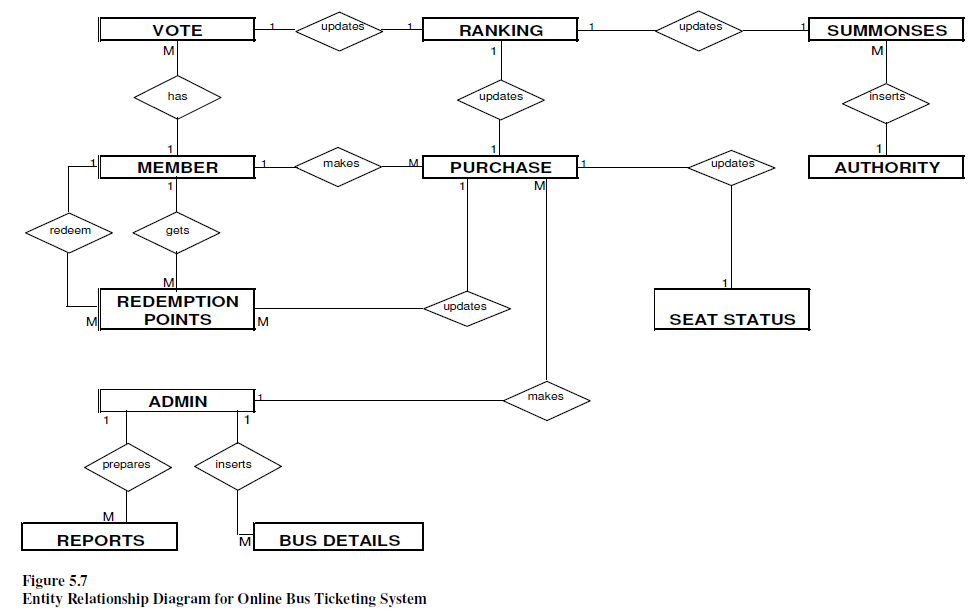 VOTE 1 updates 1 RANKING 1 updates 1 SUMMONSES
M 1 M
has updates inserts
1 1 1
1 MEMBER 1 makes M PURCHASE 1 updates AUTHORITY
1 1 M
redeem gets
M 1
REDEMPTION updates
POINTS
M M SEAT STATUS
ADMIN 1 makes
1 1
prepares inserts
M
REPORTS M BUS DETAILS
Figure 5.7
Entity Relationship Diagram for Online Bus Ticketing System